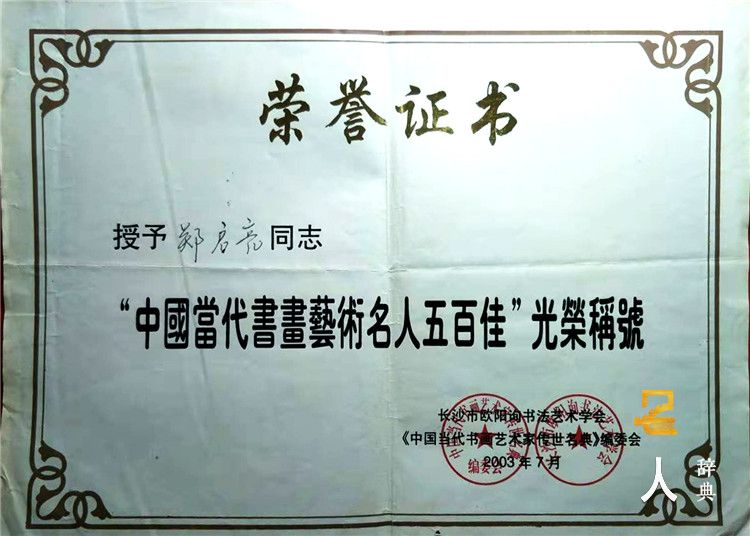 荣誉证书
授予 郑启亮 同志
“中國當代書畫藝術名人五百佳”光榮稱號
长沙市欧阳询书法艺术学会
《中国当代书画艺术家传世名典》编委会
2003年7月
编委会
人 辞典